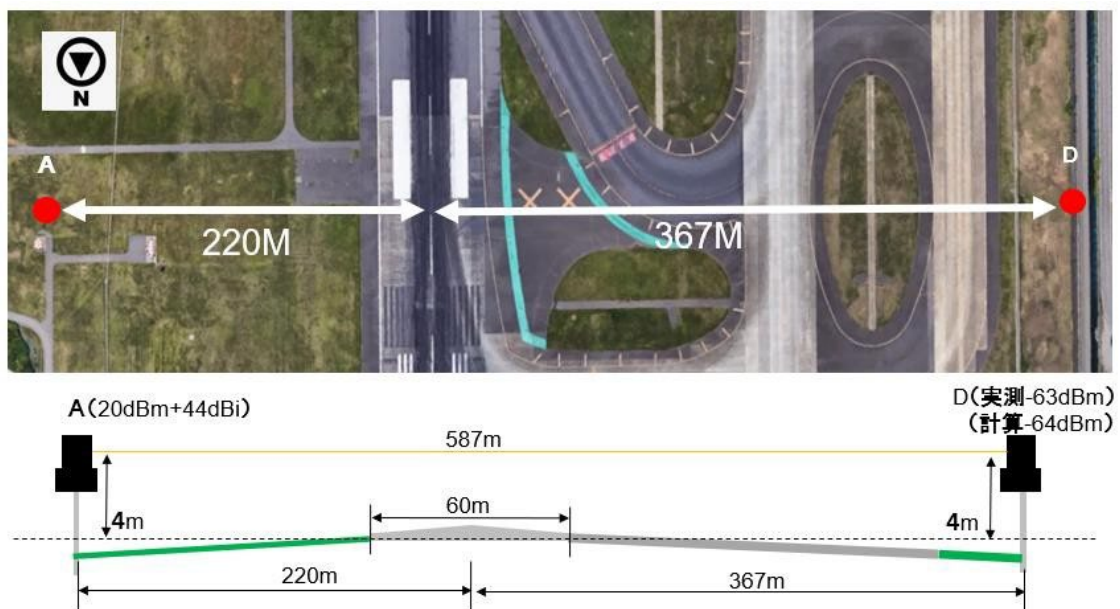 N
A
D
220M
367M
A(20dBm+44dBi)
D(実測-63dBm)
(計算-64dBm)
587m
60m
4m
4m
220m
367m